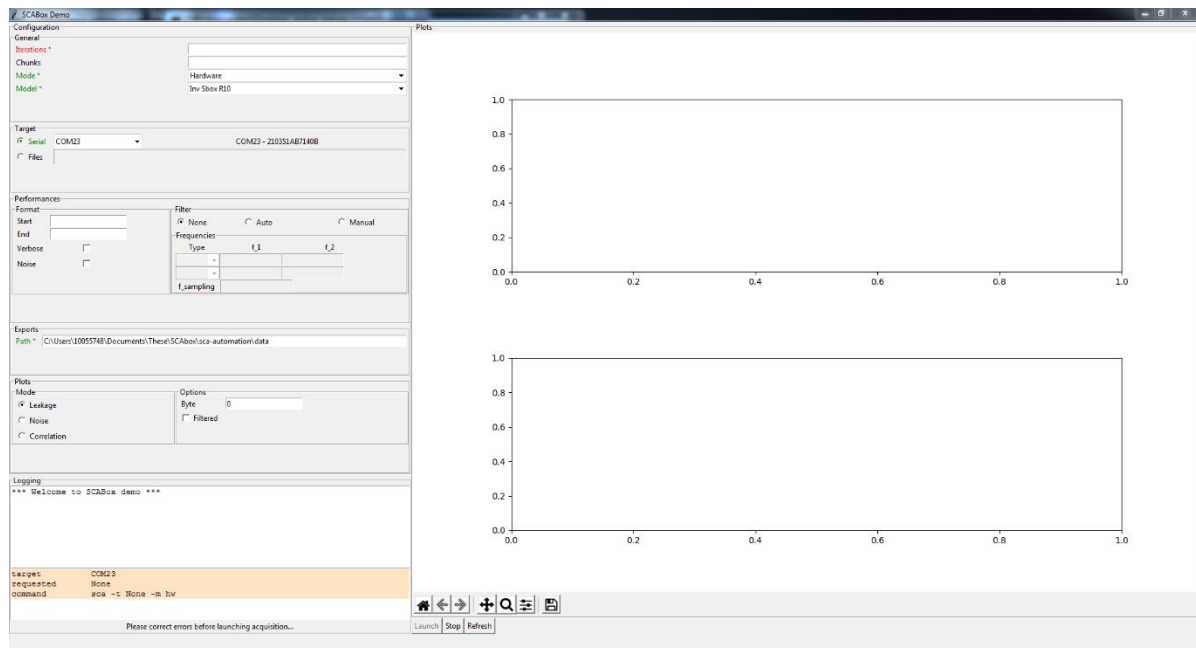 SCABox Demo
Configuration
General
Iterations *
Chunks
Mode * Hardware
Model * Inv Sbox R10
Target
Serial COM23 COM23 - 210351AB7140B
Files
Performances
Format
Start
End
Verbose
Noise
Filter
None Auto Manual
Frequencies
Type f_1 f_2
f_sampling
Exports
Path * C:\Users\10055748\Documents\These\SCAbox\sca-automation\data
Plots
Mode
Leakage
Noise
Correlation
Options
Byte 0
Filtered
Logging
*** Welcome to SCABox demo ***
target COM23
requested None
command sca -t None -m hw
Please correct errors before launching acquisition...
Plots
1.0
0.8
0.6
0.4
0.2
0.0
0.0 0.2 0.4 0.6 0.8 1.0
1.0
0.8
0.6
0.4
0.2
0.0
0.0 0.2 0.4 0.6 0.8 1.0
Launch Stop Refresh